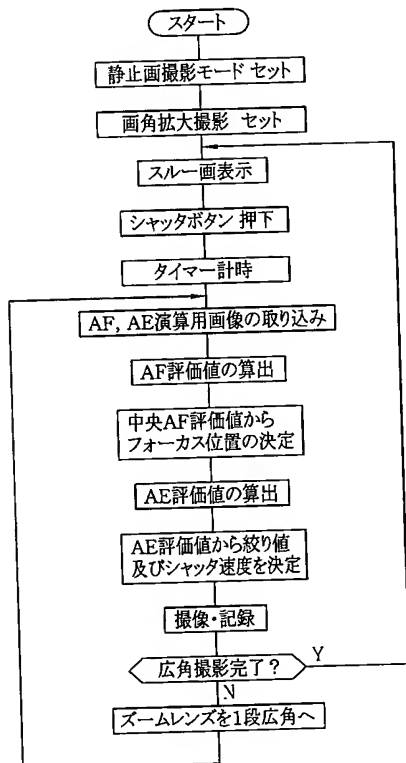 スタート
静止画撮影モード セット
画角拡大撮影 セット
スルー画表示
シャッタボタン 押下
タイマー計時
AF, AE演算用画像の取り込み
AF評価値の算出
中央AF評価値から
フォーカス位置の決定
AE評価値の算出
AE評価値から絞り値
及びシャッタ速度を決定
撮像・記録
広角撮影完了?
Y
N
ズームレンズを1段広角へ